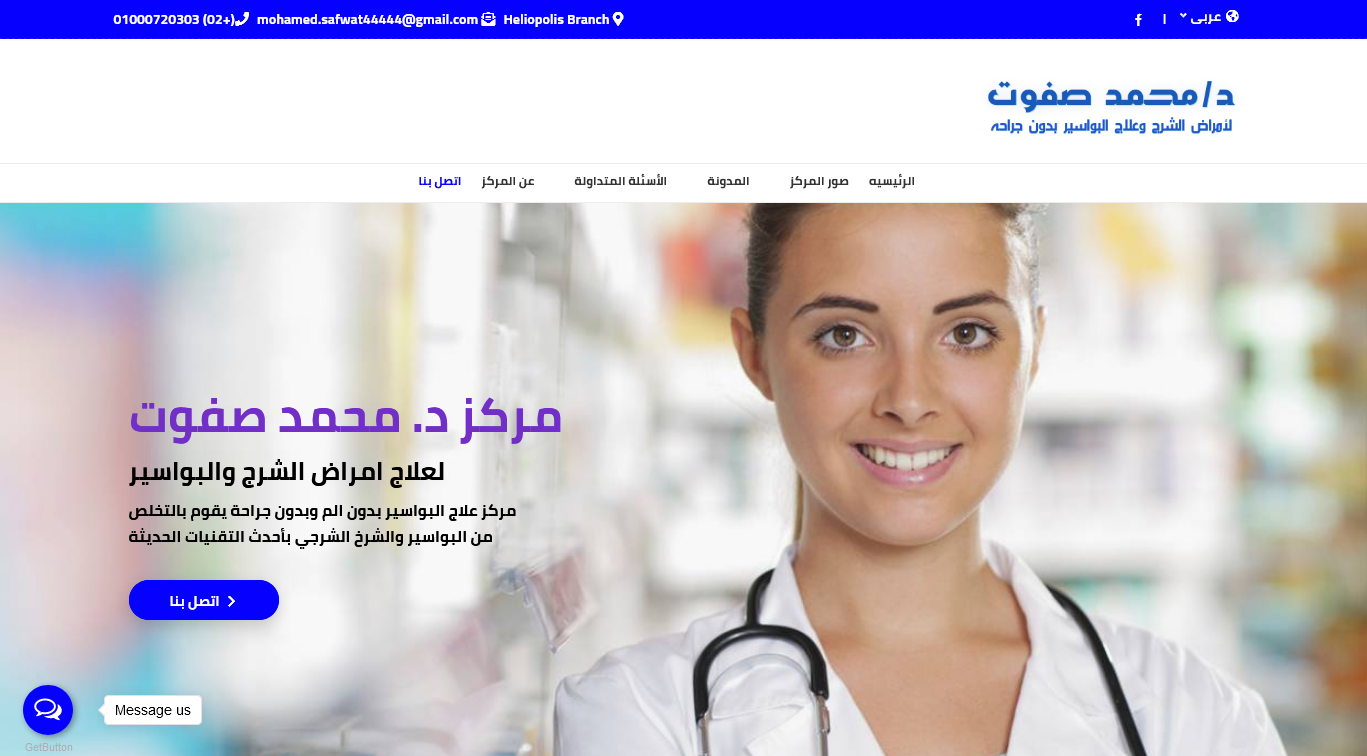 عربى
|
Heliopolis Branch
mohamed.safwat44444@gmail.com
01000720303 (02+)
د/محمد صفوت
لأمراض الشرج وعلاج البواسير بدون جراحه
الرئيسيه
صور المركز
المدونة
الأسئلة المتداولة
عن المركز
اتصل بنا
مركز د. محمد صفوت
لعلاج امراض الشرج والبواسير
مركز علاج البواسير بدون الم وبدون جراحة يقوم بالتخلص
من البواسير والشرخ الشرجي بأحدث التقنيات الحديثة
اتصل بنا
Message us
GetButton